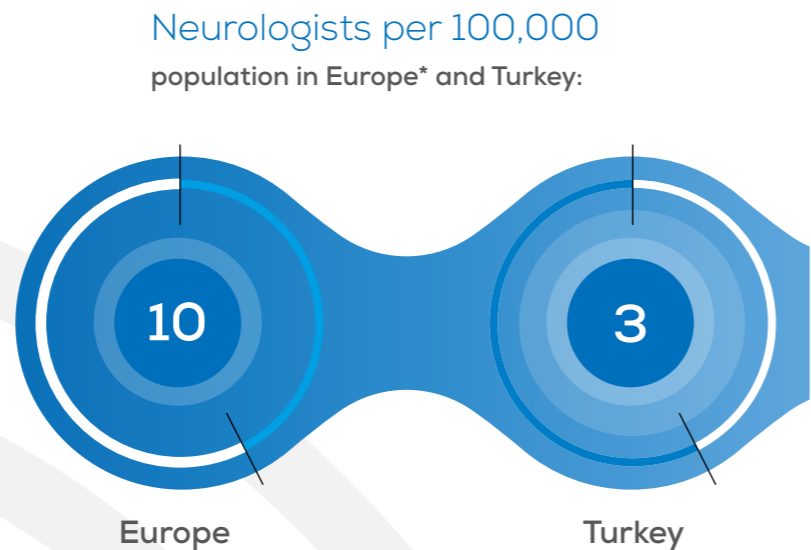 Neurologists per 100,000
population in Europe* and Turkey:
10
3
Europe
Turkey